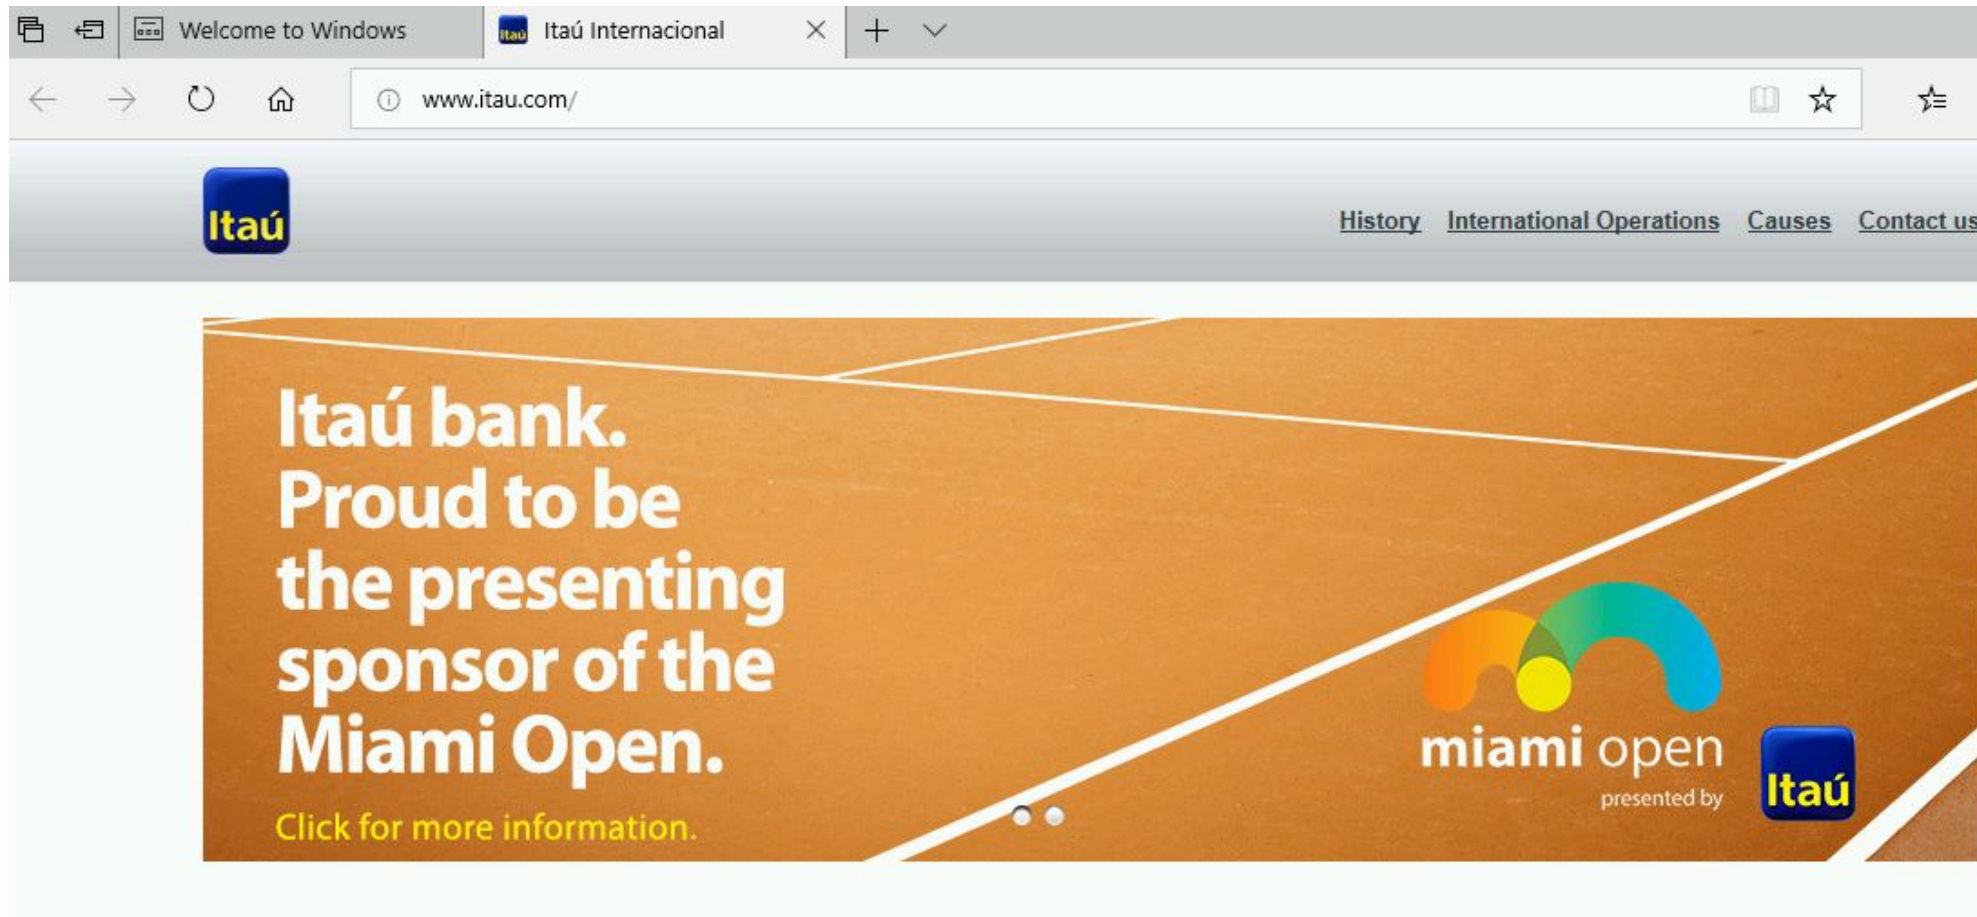 Welcome to Windows
Itaú
Itaú Internacional
www.itau.com/
Itaú
History International Operations Causes Contact us
Itaú bank.
Proud to be
the presenting
sponsor of the
Miami Open.
Click for more information.
miami open
presented by
Itaú